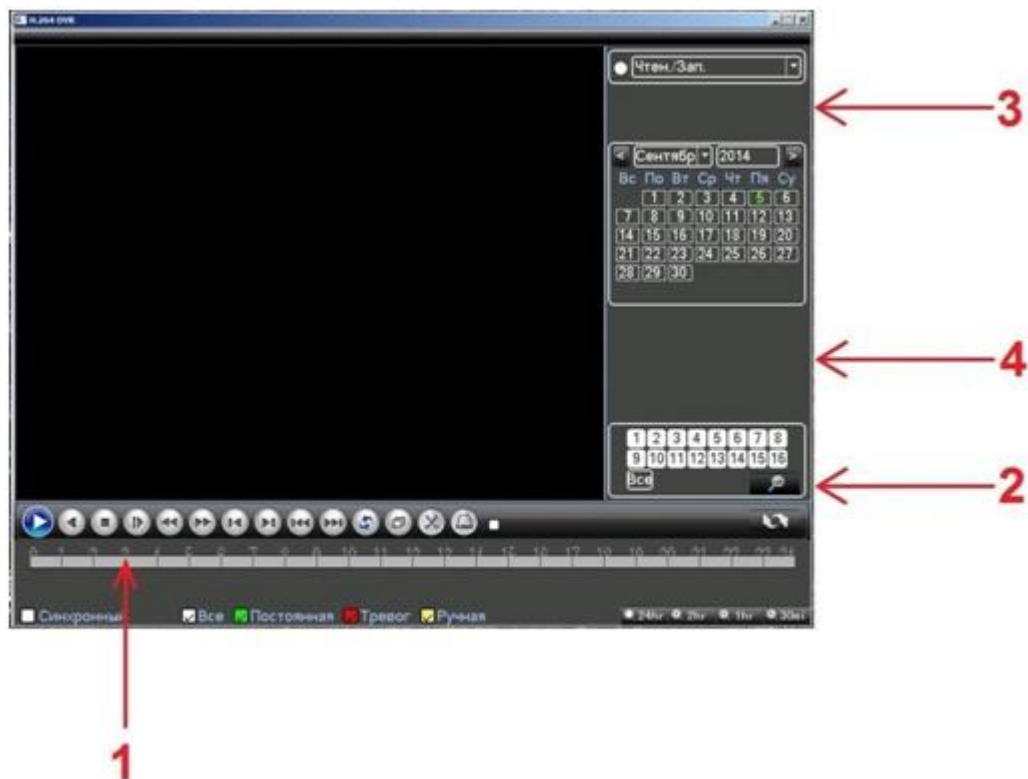 H.264 DVR
Чтен./Зап.
3
< Сентябр 2014 >
Вс По Вт Ср Чт Пя Су
1 2 3 4 5 6
7 8 9 10 11 12 13
14 15 16 17 18 19 20
21 22 23 24 25 26 27
28 29 30
4
1 2 3 4 5 6 7 8
9 10 11 12 13 14 15 16
Все
2
0 1 2 3 4 5 6 7 8 9 10 11 12 13 14 15 16 17 18 19 20 21 22 23 24
Синхронный Все Постоянная Тревог Ручная 24hr 2hr 1hr
1